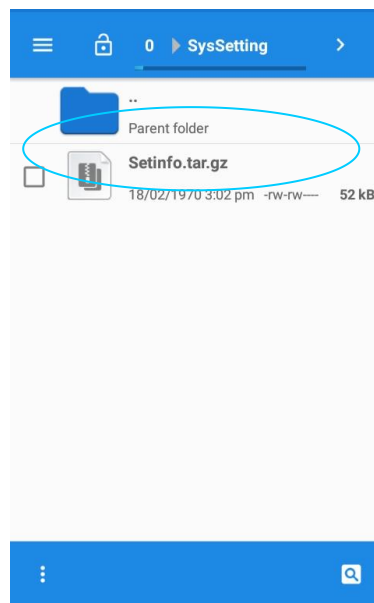 0 SysSetting
..
Parent folder
Setinfo.tar.gz
18/02/1970 3:02 pm -rw-rw---- 52 kB